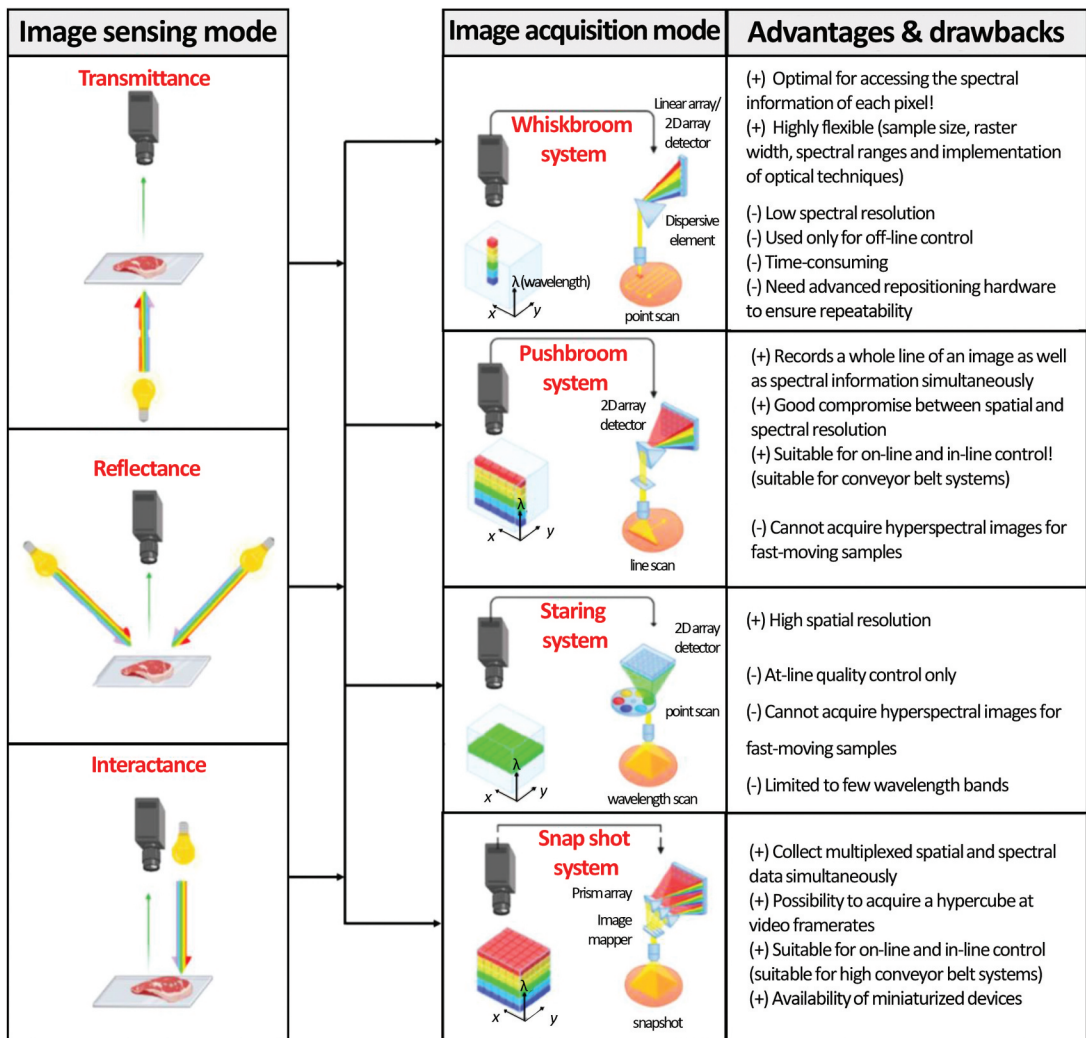 Image sensing mode
Image acquisition mode
Advantages & drawbacks
Transmittance
Reflectance
Interactance
Whiskbroom
system
Linear array/
2D array
detector
Dispersive
element
λ (wavelength)
x
y
point scan
(+) Optimal for accessing the spectral
information of each pixel!
(+) Highly flexible (sample size, raster
width, spectral ranges and implementation
of optical techniques)
(-) Low spectral resolution
(-) Used only for off-line control
(-) Time-consuming
(-) Need advanced repositioning hardware
to ensure repeatability
Pushbroom
system
2D array
detector
λ
x
y
line scan
(+) Records a whole line of an image as well
as spectral information simultaneously
(+) Good compromise between spatial and
spectral resolution
(+) Suitable for on-line and in-line control!
(suitable for conveyor belt systems)
(-) Cannot acquire hyperspectral images for
fast-moving samples
Staring
system
2D array
detector
point scan
λ
x
y
wavelength scan
(+) High spatial resolution
(-) At-line quality control only
(-) Cannot acquire hyperspectral images for
fast-moving samples
(-) Limited to few wavelength bands
Snap shot
system
Prism array
Image
mapper
λ
x
y
snapshot
(+) Collect multiplexed spatial and spectral
data simultaneously
(+) Possibility to acquire a hypercube at
video framerates
(+) Suitable for on-line and in-line control
(suitable for high conveyor belt systems)
(+) Availability of miniaturized devices